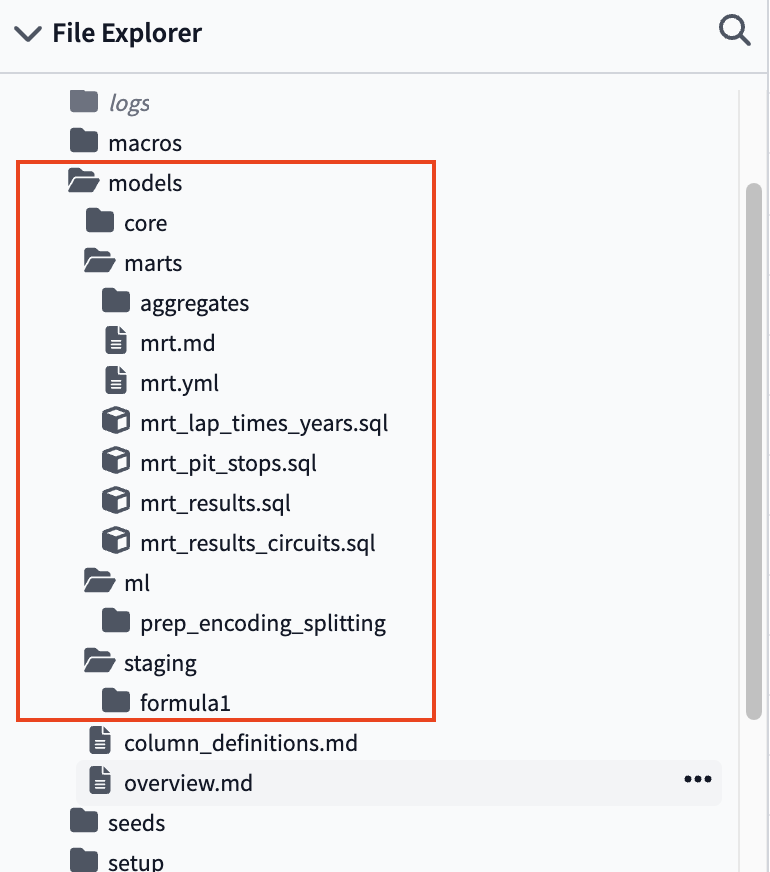 File Explorer
logs
macros
models
core
marts
aggregates
mrt.md
mrt.yml
mrt_lap_times_years.sql
mrt_pit_stops.sql
mrt_results.sql
mrt_results_circuits.sql
ml
prep_encoding_splitting
staging
formula1
column_definitions.md
overview.md
seeds
setup